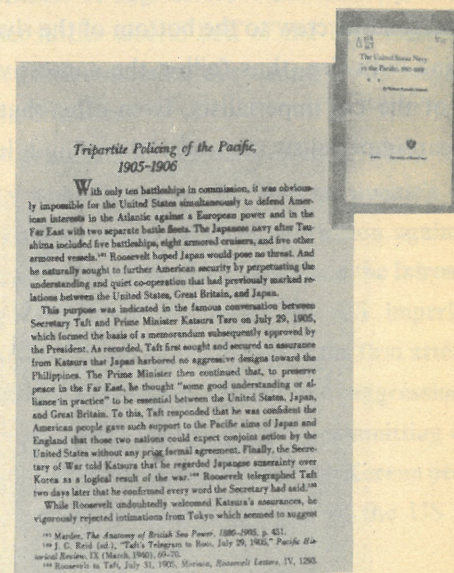 The United States Navy
in the Pacific, 1897-1909
Tripartite Policing of the Pacific,
1905–1906
With only ten battleships in commission, it was obvious-
ly impossible for the United States simultaneously to defend Amer-
ican interests in the Atlantic against a European power and in the
Far East with two separate battle fleets. The Japanese navy after Tsu-
shima included five battleships, eight armored cruisers, and five other
armored vessels. Roosevelt hoped Japan would pose no threat. And
he naturally sought to further American security by perpetuating the
understanding and quiet co-operation that had previously marked re-
lations between the United States, Great Britain, and Japan.
This purpose was indicated in the famous conversation between
Secretary Taft and Prime Minister Katsura Taro on July 29, 1905,
which formed the basis of a memorandum subsequently approved by
the President. As recorded, Taft first sought and secured an assurance
from Katsura that Japan harbored no aggressive designs toward the
Philippines. The Prime Minister then continued that, to preserve
peace in the Far East, he thought "some good understanding or al-
liance in practice" to be essential between the United States, Japan,
and Great Britain. To this, Taft responded that he was confident the
American people gave such support to the Pacific aims of Japan and
England that those two nations could expect conjoint action by the
United States without any prior formal agreement. Finally, the Secre-
tary of War told Katsura that he regarded Japanese suzerainty over
Korea as a logical result of the war. Roosevelt telegraphed Taft
two days later that he confirmed every word the Secretary had said.
While Roosevelt undoubtedly welcomed Katsura's assurances, he
vigorously rejected intimations from Tokyo which seemed to suggest
Marder, The Anatomy of British Sea Power, 1880–1905, p. 451.
J. G. Reid (ed.), "Taft's Telegram to Root, July 29, 1905," Pacific His-
torical Review, IX (March, 1940), 69-70.
Roosevelt to Taft, July 31, 1905, Morison, Roosevelt Letters, IV, 1293.